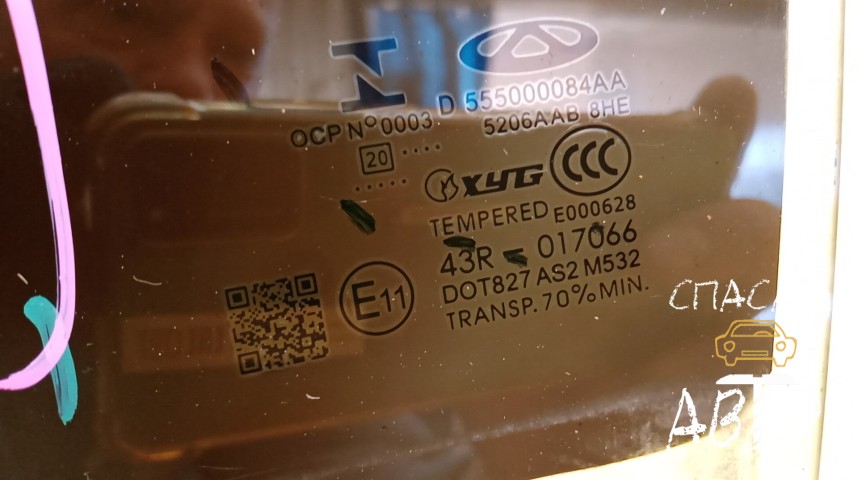 D 555000084AA
5206AAB 8HE
OCP N° 0003
20
CCC
XYG
TEMPERED E000628
43R - 017066
E11
DOT827 AS2 M532
TRANSP. 70% MIN.
СПАС
АВТ